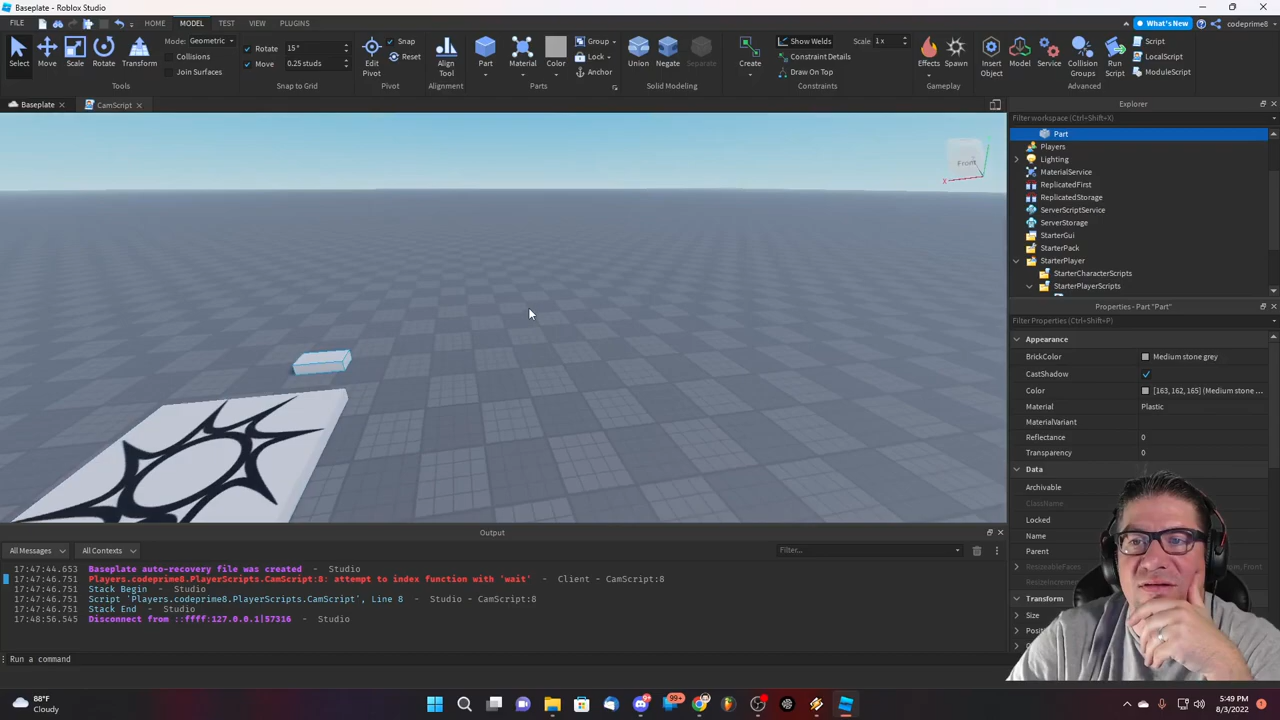 Baseplate - Roblox Studio
FILE HOME MODEL TEST VIEW PLUGINS What's New codeprime8
Mode: Geometric Rotate 15 ° Snap Group Show Welds Scale 1 x Script
Collisions Move 0.25 studs Reset Lock Constraint Details LocalScript
Join Surfaces Anchor Draw On Top ModuleScript
Select Move Scale Rotate Transform Edit Pivot Align Tool Part Material Color Union Negate Separate Create Effects Spawn Insert Object Model Service Collision Groups Run Script
Tools Snap to Grid Pivot Alignment Parts Solid Modeling Constraints Gameplay Advanced
Baseplate CamScript
Front
X
Explorer
Filter workspace (Ctrl+Shift+X)
Part
Players
Lighting
MaterialService
ReplicatedFirst
ReplicatedStorage
ServerScriptService
ServerStorage
StarterGui
StarterPack
StarterPlayer
StarterCharacterScripts
StarterPlayerScripts
Properties - Part "Part"
Filter Properties (Ctrl+Shift+P)
Appearance
BrickColor Medium stone grey
CastShadow
Color [163, 162, 165] (Medium stone ...
Material Plastic
MaterialVariant
Reflectance 0
Transparency 0
Data
Archivable
ClassName
Locked
Name
Parent
ResizeableFaces
ResizeIncrement
Transform
Size
Output
All Messages All Contexts Filter...
17:47:44.653 Baseplate auto-recovery file was created - Studio
17:47:46.751 Players.codeprime8.PlayerScripts.CamScript:8: attempt to index function with 'wait' - Client - CamScript:8
17:47:46.751 Stack Begin - Studio
17:47:46.751 Script 'Players.codeprime8.PlayerScripts.CamScript', Line 8 - Studio - CamScript:8
17:47:46.751 Stack End - Studio
17:48:56.545 Disconnect from ::ffff:127.0.0.1|57316 - Studio
Run a command
88°F
Cloudy
99+
5:49 PM
8/3/2022